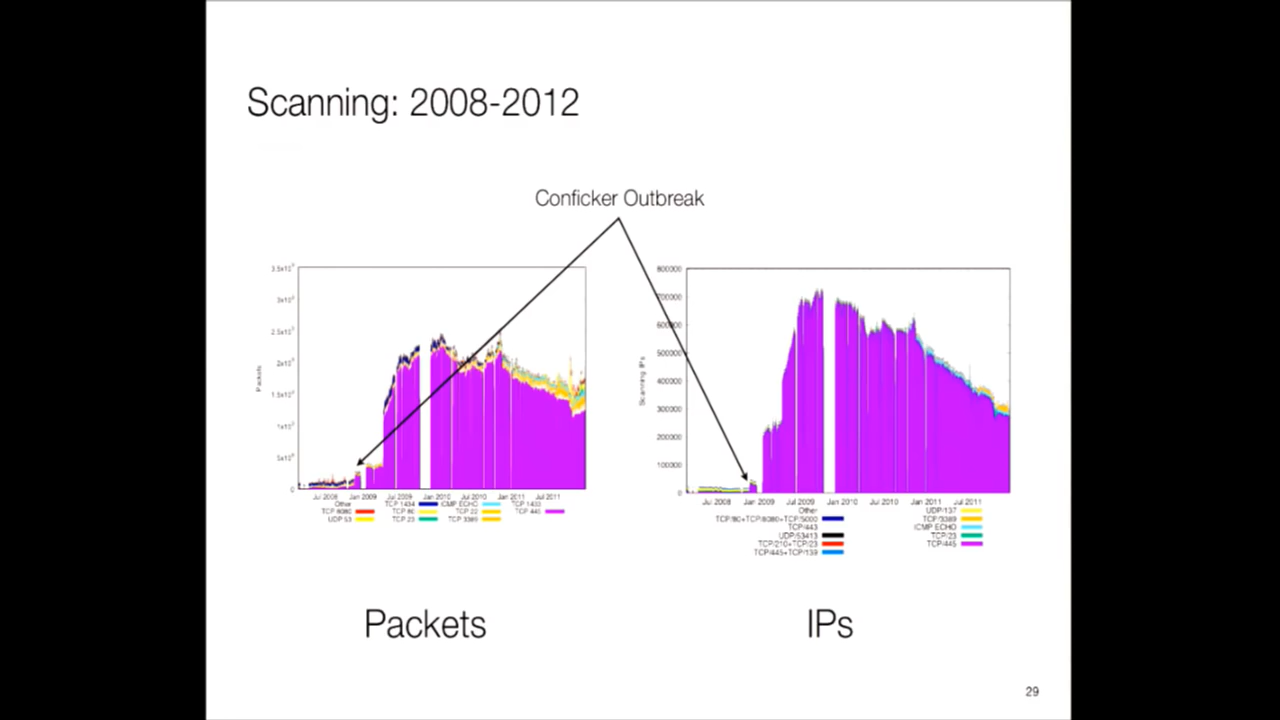 Scanning: 2008-2012
Conficker Outbreak
Packets
Jul 2008 Jan 2009 Jul 2009 Jan 2010 Jul 2010 Jan 2011 Jul 2011
Other TCP 1434 ICMP ECHO TCP 1433
TCP 8080 TCP 80 TCP 22 TCP 445
UDP 53 TCP 23 TCP 3389
800000
700000
600000
500000
400000
300000
200000
100000
0
Scanning IPs
Jul 2008 Jan 2009 Jul 2009 Jan 2010 Jul 2010 Jan 2011 Jul 2011
Other UDP/137
TCP/80+TCP/8080+TCP/5000 TCP/3389
TCP/443 ICMP ECHO
UDP/53413 TCP/23
TCP/210+TCP/23 TCP/445
TCP/445+TCP/139
Packets IPs
29